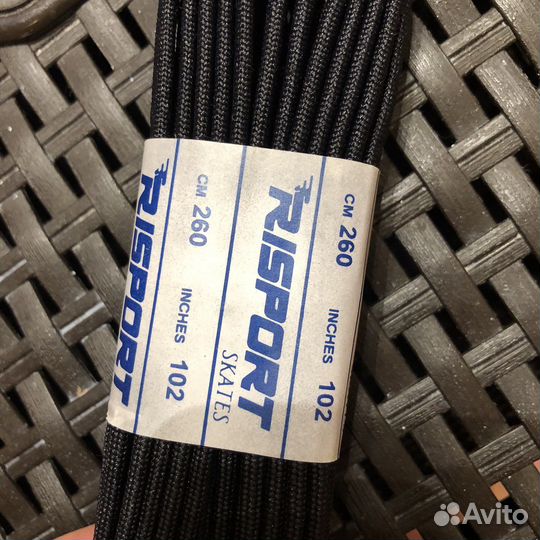 RISPORT
CM 260
INCHES 102
RISPORT
SKATES
CM 260
INCHES 102
Avito